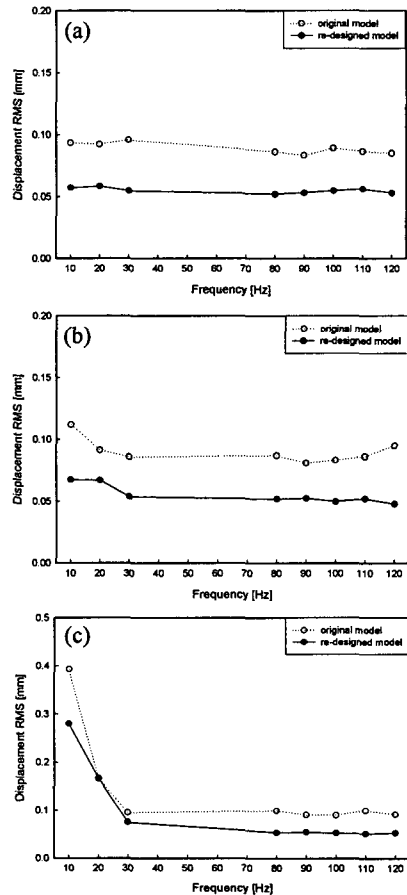 (a)
original model
re-designed model
Displacement RMS [mm]
0.20
0.15
0.10
0.05
0.00
10 20 30 40 50 60 70 80 90 100 110 120
Frequency [Hz]
(b)
original model
re-designed model
Displacement RMS [mm]
0.20
0.15
0.10
0.05
0.00
10 20 30 40 50 60 70 80 90 100 110 120
Frequency [Hz]
(c)
original model
re-designed model
Displacement RMS [mm]
0.5
0.4
0.3
0.2
0.1
0.0
10 20 30 40 50 60 70 80 90 100 110 120
Frequency [Hz]